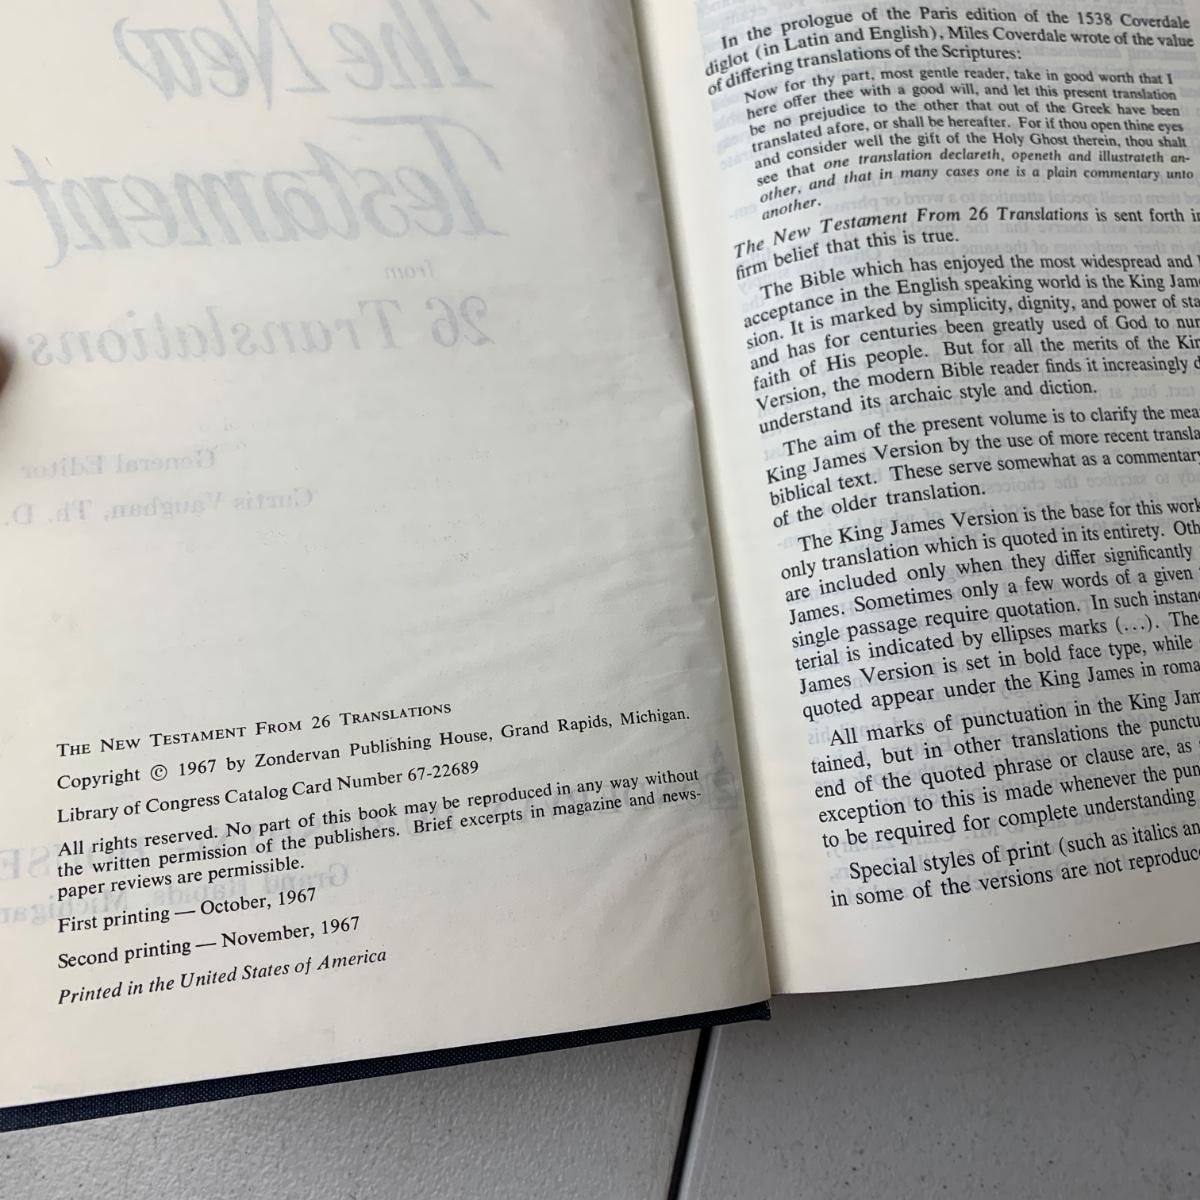 The New
Testament
from
26 Translations
General Editor
Curtis Vaughan, Th. D.
THE NEW TESTAMENT FROM 26 TRANSLATIONS
Copyright © 1967 by Zondervan Publishing House, Grand Rapids, Michigan.
Library of Congress Catalog Card Number 67-22689
All rights reserved. No part of this book may be reproduced in any way without
the written permission of the publishers. Brief excerpts in magazine and news-
paper reviews are permissible.
First printing — October, 1967
Second printing — November, 1967
Printed in the United States of America
In the prologue of the Paris edition of the 1538 Coverdale
diglot (in Latin and English), Miles Coverdale wrote of the value
of differing translations of the Scriptures:
Now for thy part, most gentle reader, take in good worth that I
here offer thee with a good will, and let this present translation
be no prejudice to the other that out of the Greek have been
translated afore, or shall be hereafter. For if thou open thine eyes
and consider well the gift of the Holy Ghost therein, thou shalt
see that one translation declareth, openeth and illustrateth an-
other, and that in many cases one is a plain commentary unto
another.
The New Testament From 26 Translations is sent forth in
firm belief that this is true.
The Bible which has enjoyed the most widespread and
acceptance in the English speaking world is the King Jam
sion. It is marked by simplicity, dignity, and power of sta
and has for centuries been greatly used of God to nur
faith of His people. But for all the merits of the Kin
Version, the modern Bible reader finds it increasingly d
understand its archaic style and diction.
The aim of the present volume is to clarify the mea
King James Version by the use of more recent transla
biblical text. These serve somewhat as a commentary
of the older translation.
The King James Version is the base for this work
only translation which is quoted in its entirety. Oth
are included only when they differ significantly
James. Sometimes only a few words of a given
single passage require quotation. In such instanc
terial is indicated by ellipses marks (...). The
James Version is set in bold face type, while
quoted appear under the King James in roma
All marks of punctuation in the King Jam
tained, but in other translations the punctu
end of the quoted phrase or clause are, as
exception to this is made whenever the pun
to be required for complete understanding
Special styles of print (such as italics an
in some of the versions are not reproduc